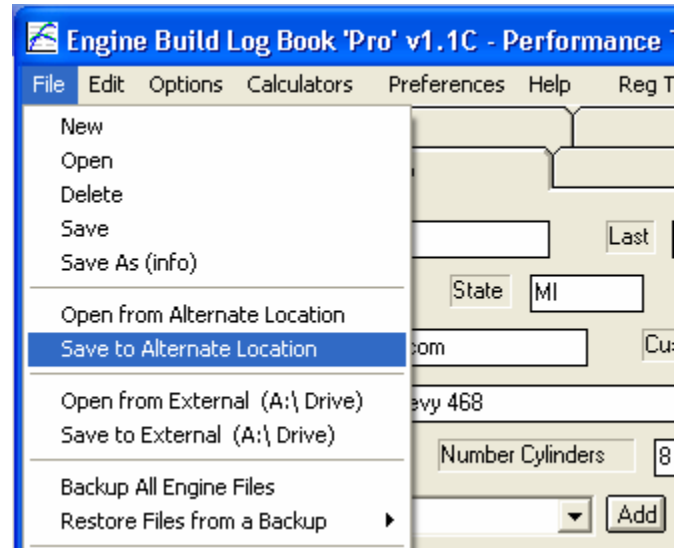 Engine Build Log Book 'Pro' v1.1C - Performance
File Edit Options Calculators Preferences Help Reg
New
Open
Delete
Save
Save As (info)
Last
State MI
Open from Alternate Location
Save to Alternate Location
com
Open from External (A:\ Drive)
evy 468
Save to External (A:\ Drive)
Number Cylinders 8
Backup All Engine Files
Restore Files from a Backup
Add